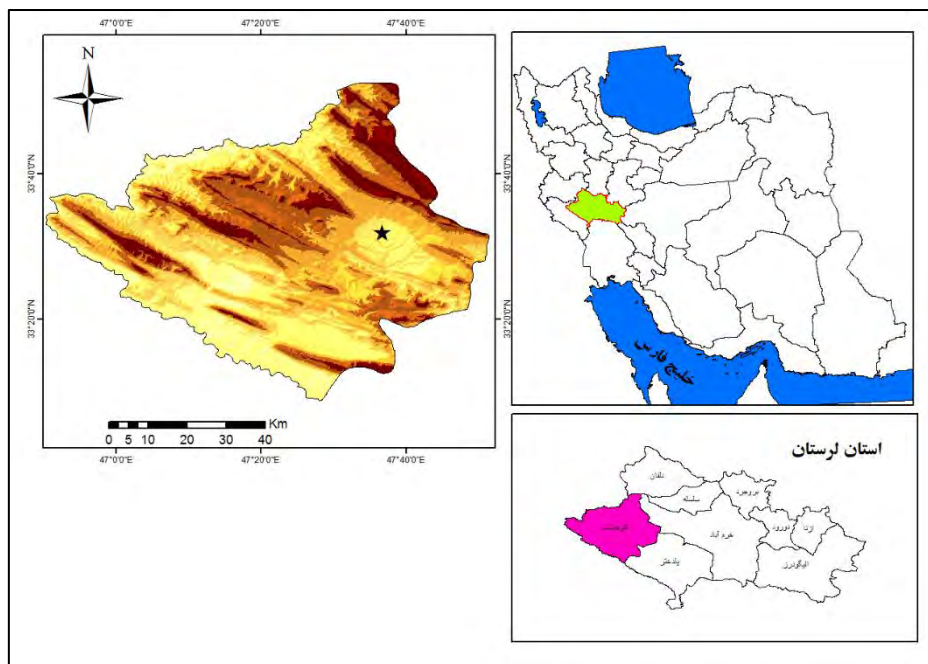 47°0'0"E
47°20'0"E
47°40'0"E
N
33°40'0"N
33°40'0"N
33°20'0"N
33°20'0"N
Km
0 5 10 20 30 40
47°0'0"E
47°20'0"E
47°40'0"E
خلیج فارس
استان لرستان
دلفان
سلسله
بروجرد
خرم آباد
دورود
ازنا
الیگودرز
پلدختر